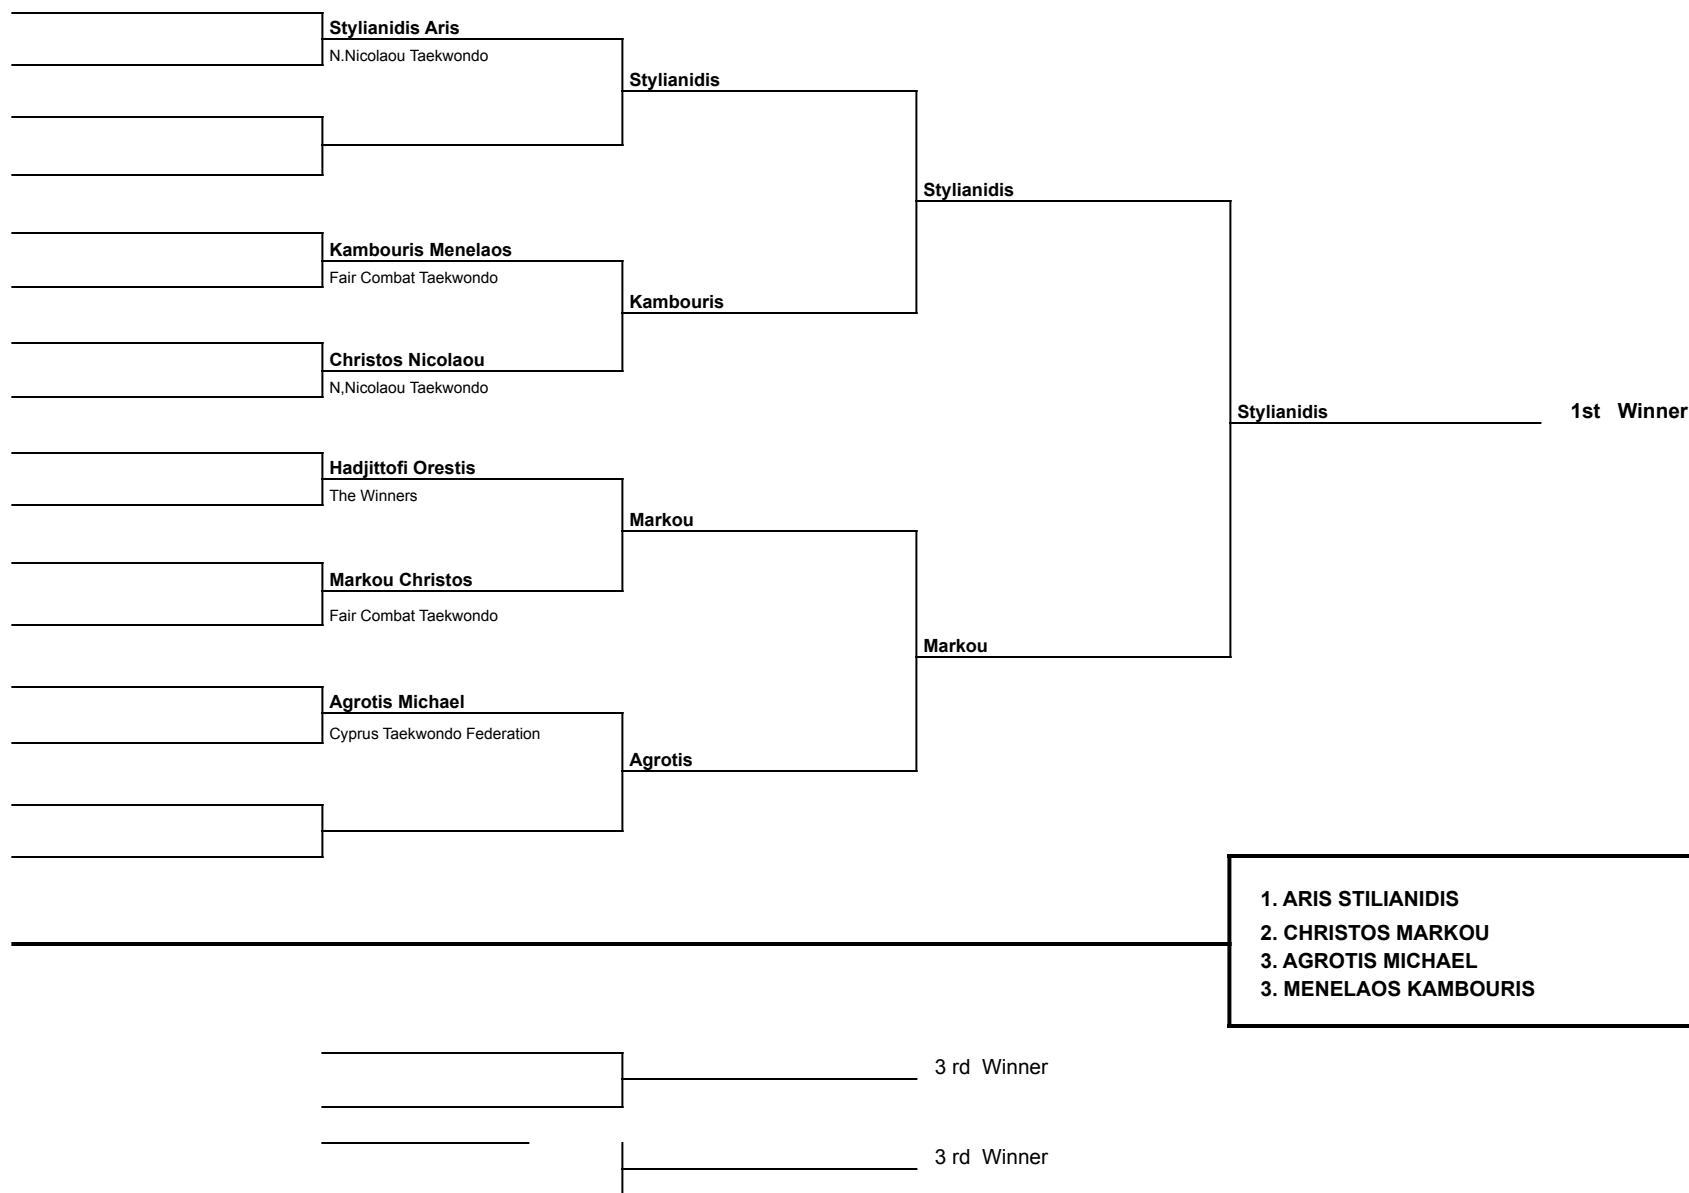 Stylianidis Aris
N.Nicolaou Taekwondo
Stylianidis
Stylianidis
Kambouris Menelaos
Fair Combat Taekwondo
Kambouris
Christos Nicolaou
N,Nicolaou Taekwondo
Stylianidis
1st Winner
Hadjittofi Orestis
The Winners
Markou
Markou Christos
Fair Combat Taekwondo
Markou
Agrotis Michael
Cyprus Taekwondo Federation
Agrotis
1. ARIS STILIANIDIS
2. CHRISTOS MARKOU
3. AGROTIS MICHAEL
3. MENELAOS KAMBOURIS
3 rd Winner
3 rd Winner